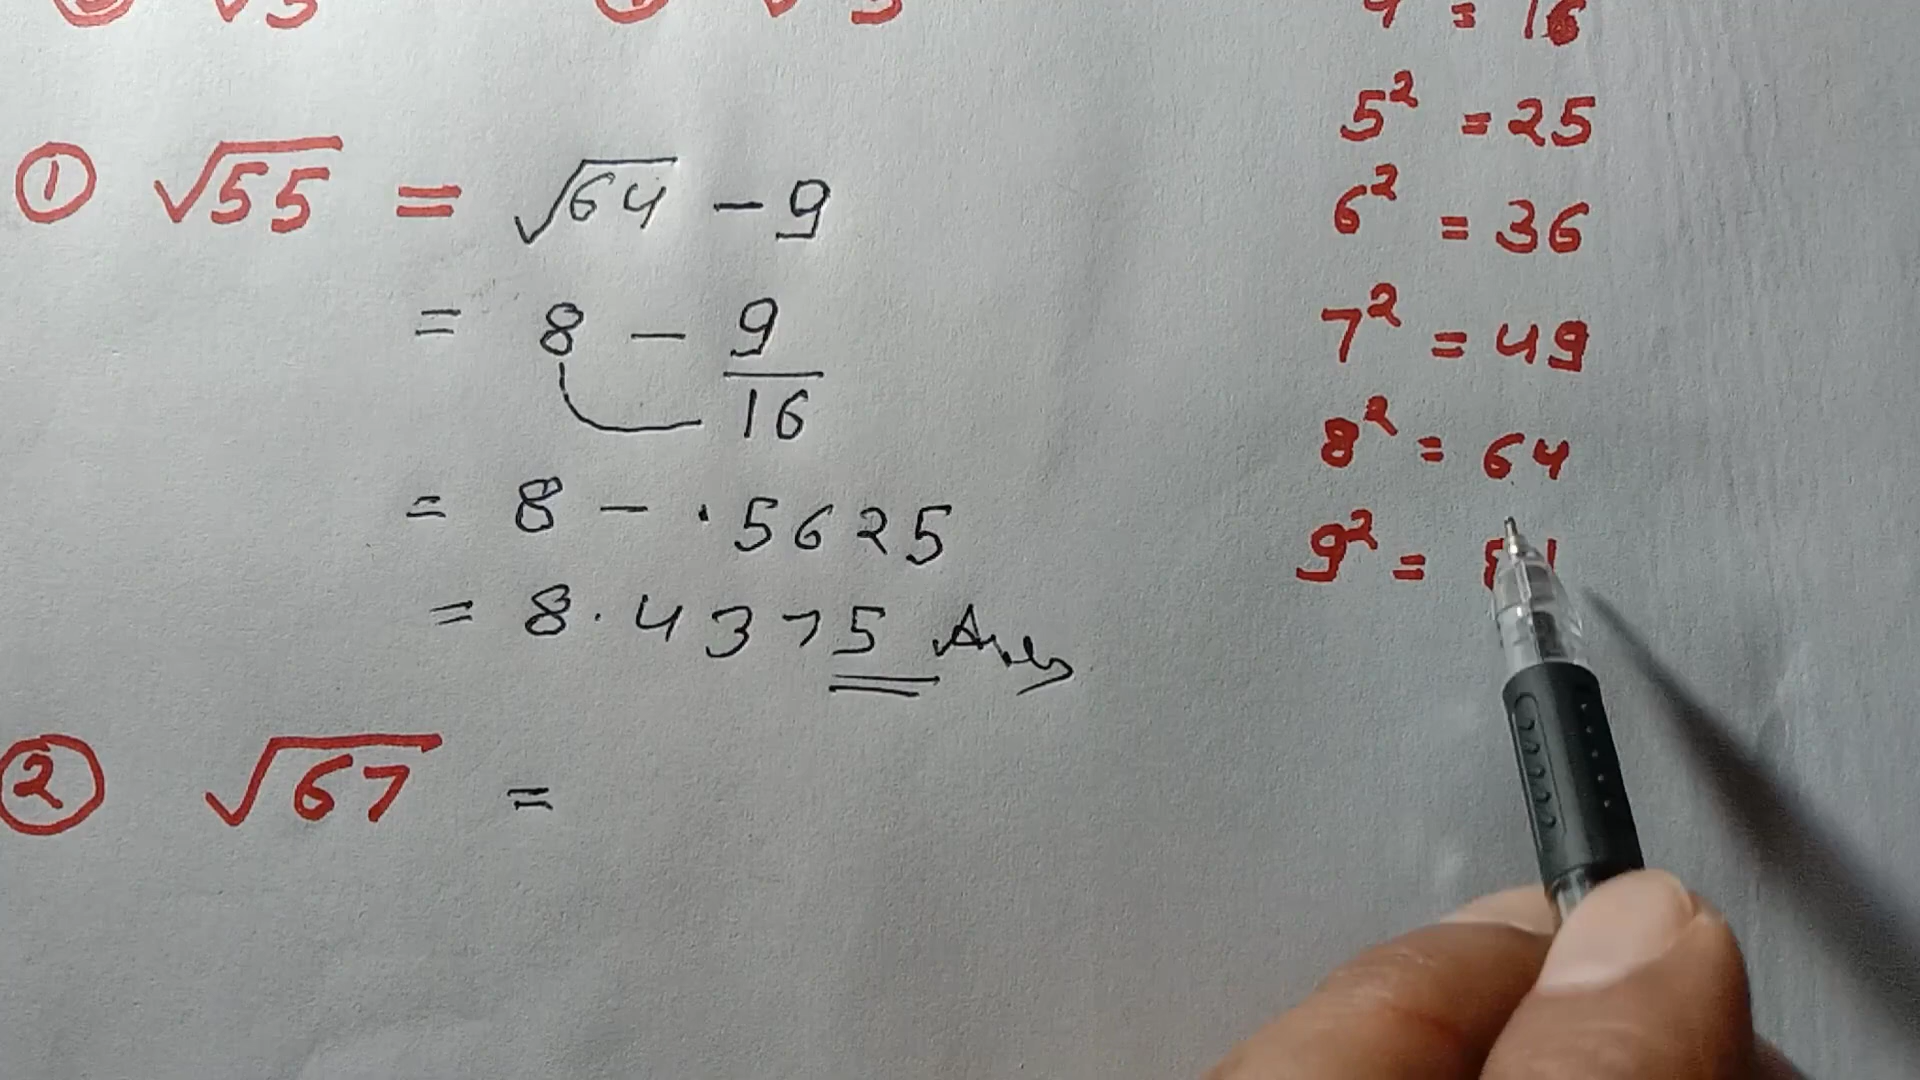 ① √55 = √64 - 9
= 8 - 9/16
= 8 - .5625
= 8.4375 Ans
② √67 =
= 16
5² = 25
6² = 36
7² = 49
8² = 64
9² =